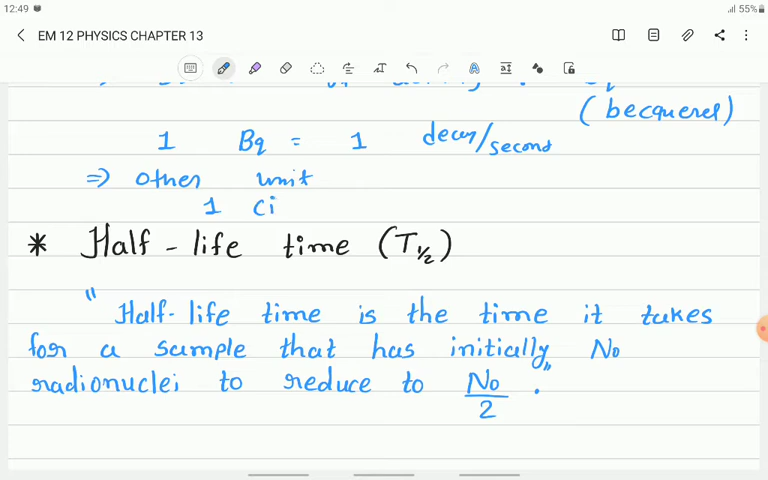 12:49 55%
EM 12 PHYSICS CHAPTER 13
(becquerel)
1 Bq = 1 decay/second
⇒ other unit
1 Ci
* Half-life time (T½)
" Half-life time is the time it takes
for a sample that has initially N₀
radionuclei to reduce to N₀/2 . "